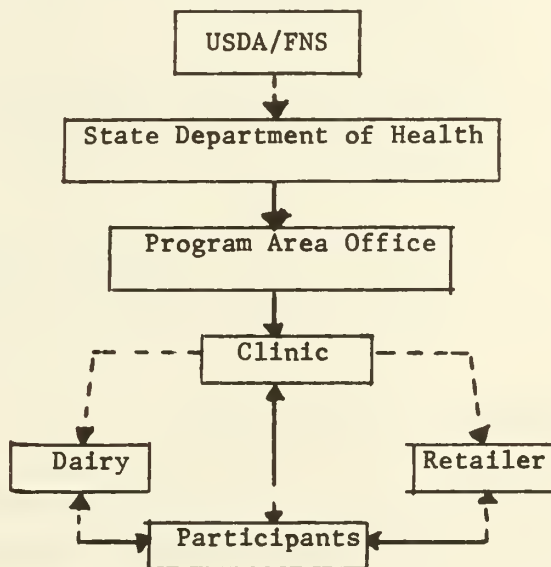 USDA/FNS
State Department of Health
Program Area Office
Clinic
Dairy
Retailer
Participants